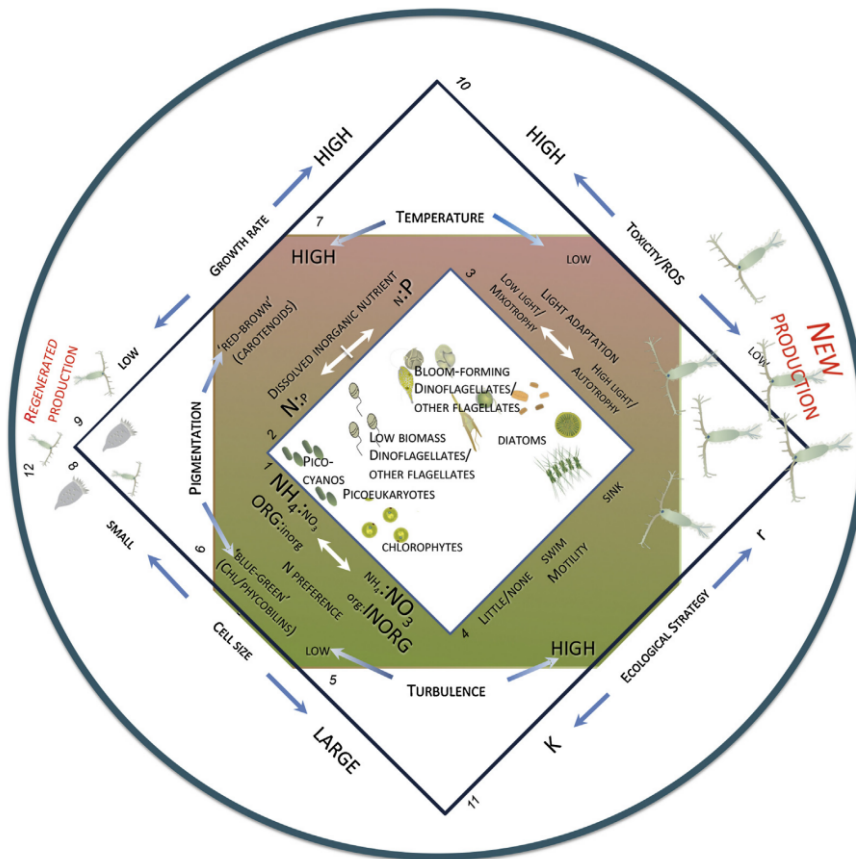 10
HIGH
HIGH
GROWTH RATE
TOXICITY/ROS
7
TEMPERATURE
HIGH
LOW
3
'RED-BROWN'
(CAROTENOIDS)
DISSOLVED INORGANIC NUTRIENT
N:P
N:P
LOW LIGHT/
MIXOTROPHY
LIGHT ADAPTATION
HIGH LIGHT/
AUTOTROPHY
REGENERATED
PRODUCTION
LOW
LOW
NEW
PRODUCTION
BLOOM-FORMING
DINOFLAGELLATES/
OTHER FLAGELLATES
LOW BIOMASS
DINOFLAGELLATES/
OTHER FLAGELLATES
DIATOMS
PICO-
CYANOS
PICOEUKARYOTES
CHLOROPHYTES
9
2
12
8
1
PIGMENTATION
NH4:NO3
ORG:inorg
SINK
SMALL
6
'BLUE-GREEN'
(CHL/PHYCOBILINS)
N PREFERENCE
NH4:NO3
org:INORG
4
LITTLE/NONE
SWIM
MOTILITY
r
CELL SIZE
LOW
HIGH
ECOLOGICAL STRATEGY
5
TURBULENCE
LARGE
K
11